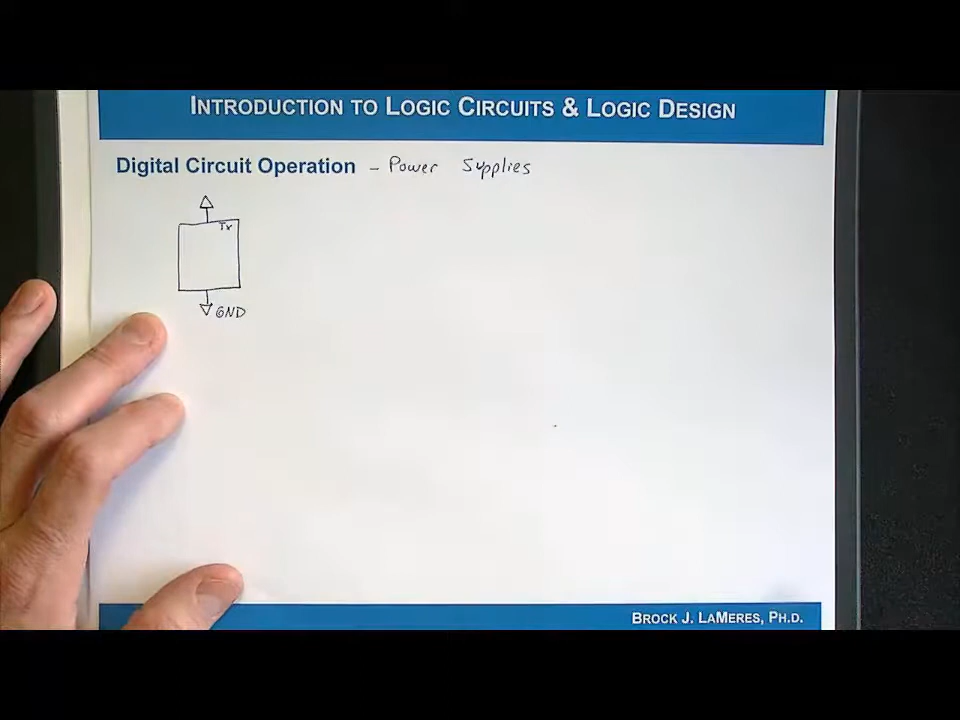 INTRODUCTION TO LOGIC CIRCUITS & LOGIC DESIGN
Digital Circuit Operation - Power Supplies
Tx
GND
BROCK J. LAMERES, PH.D.